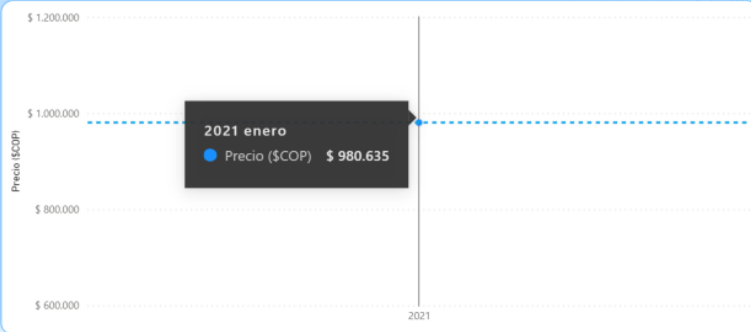 $ 1.200.000
$ 1.000.000
$ 800.000
$ 600.000
Precio ($COP)
2021 enero
Precio ($COP) $ 980.635
2021